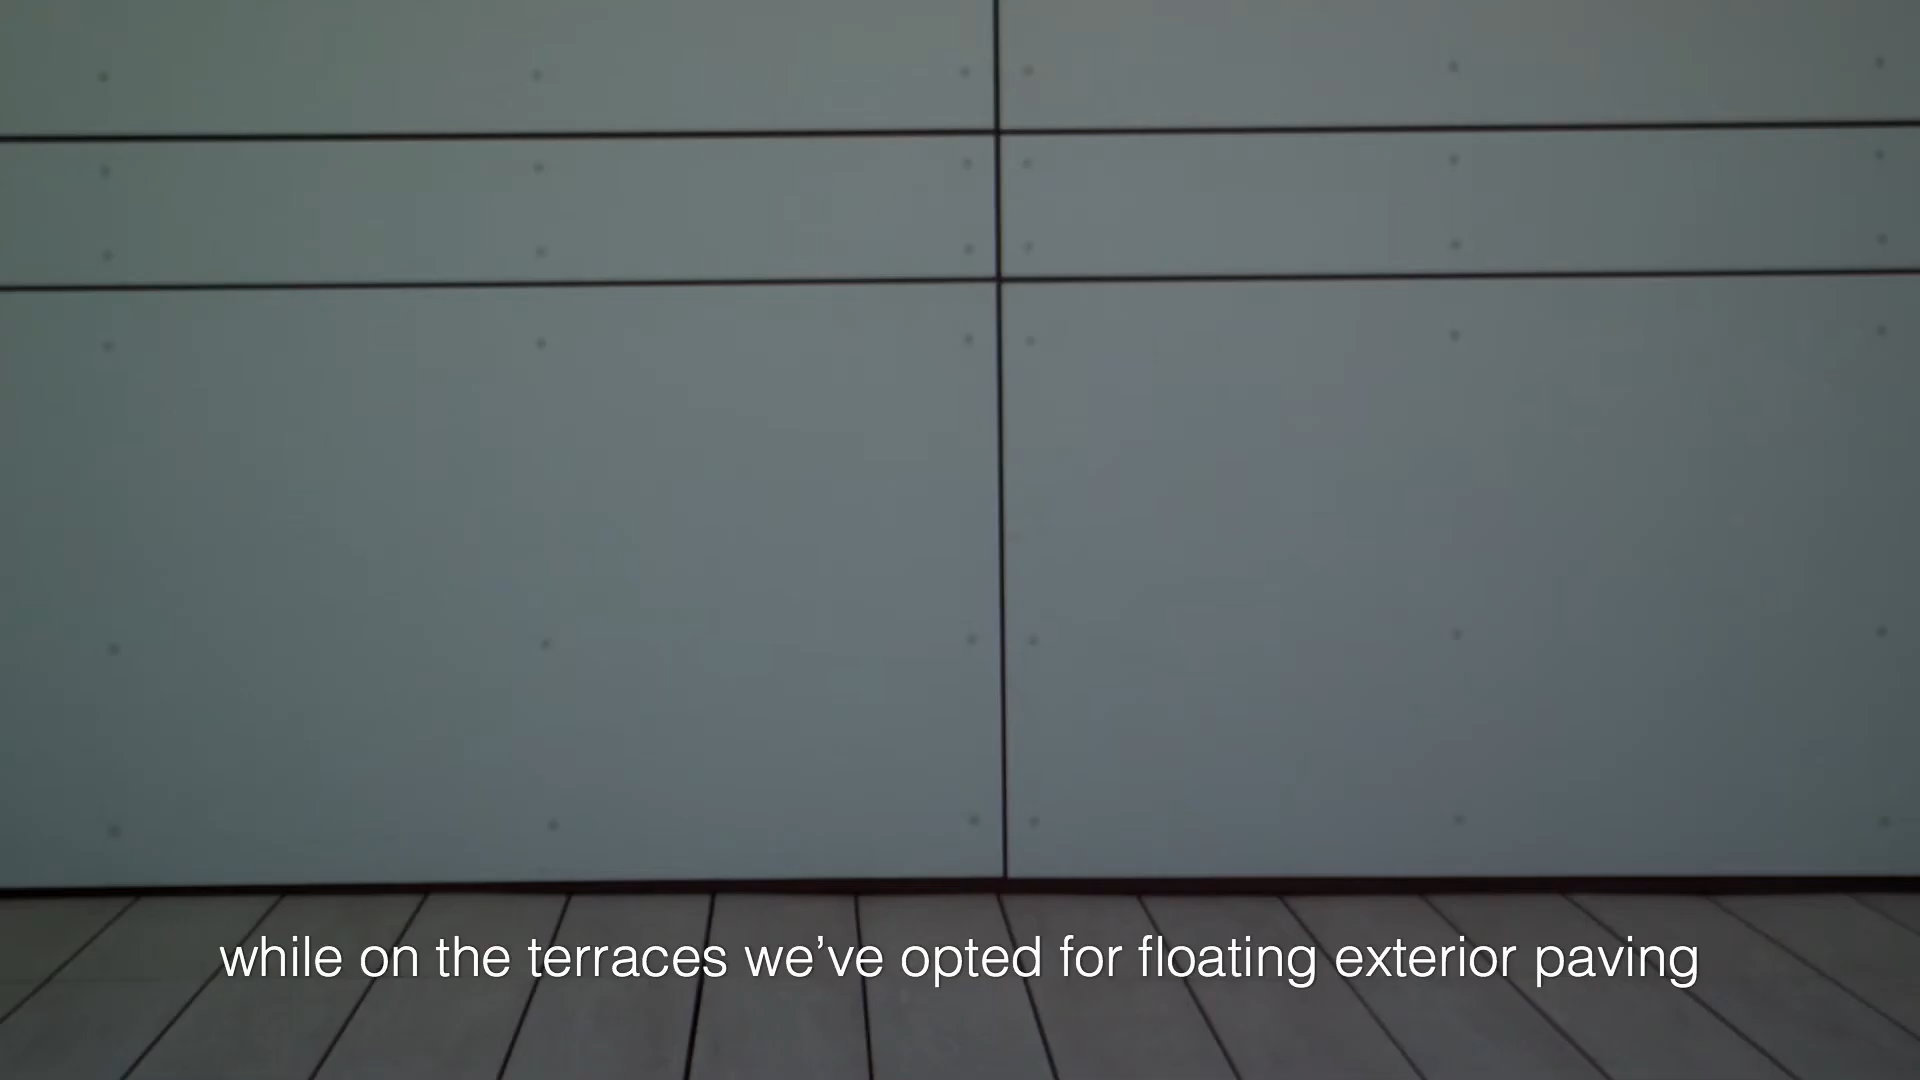 while on the terraces we’ve opted for floating exterior paving